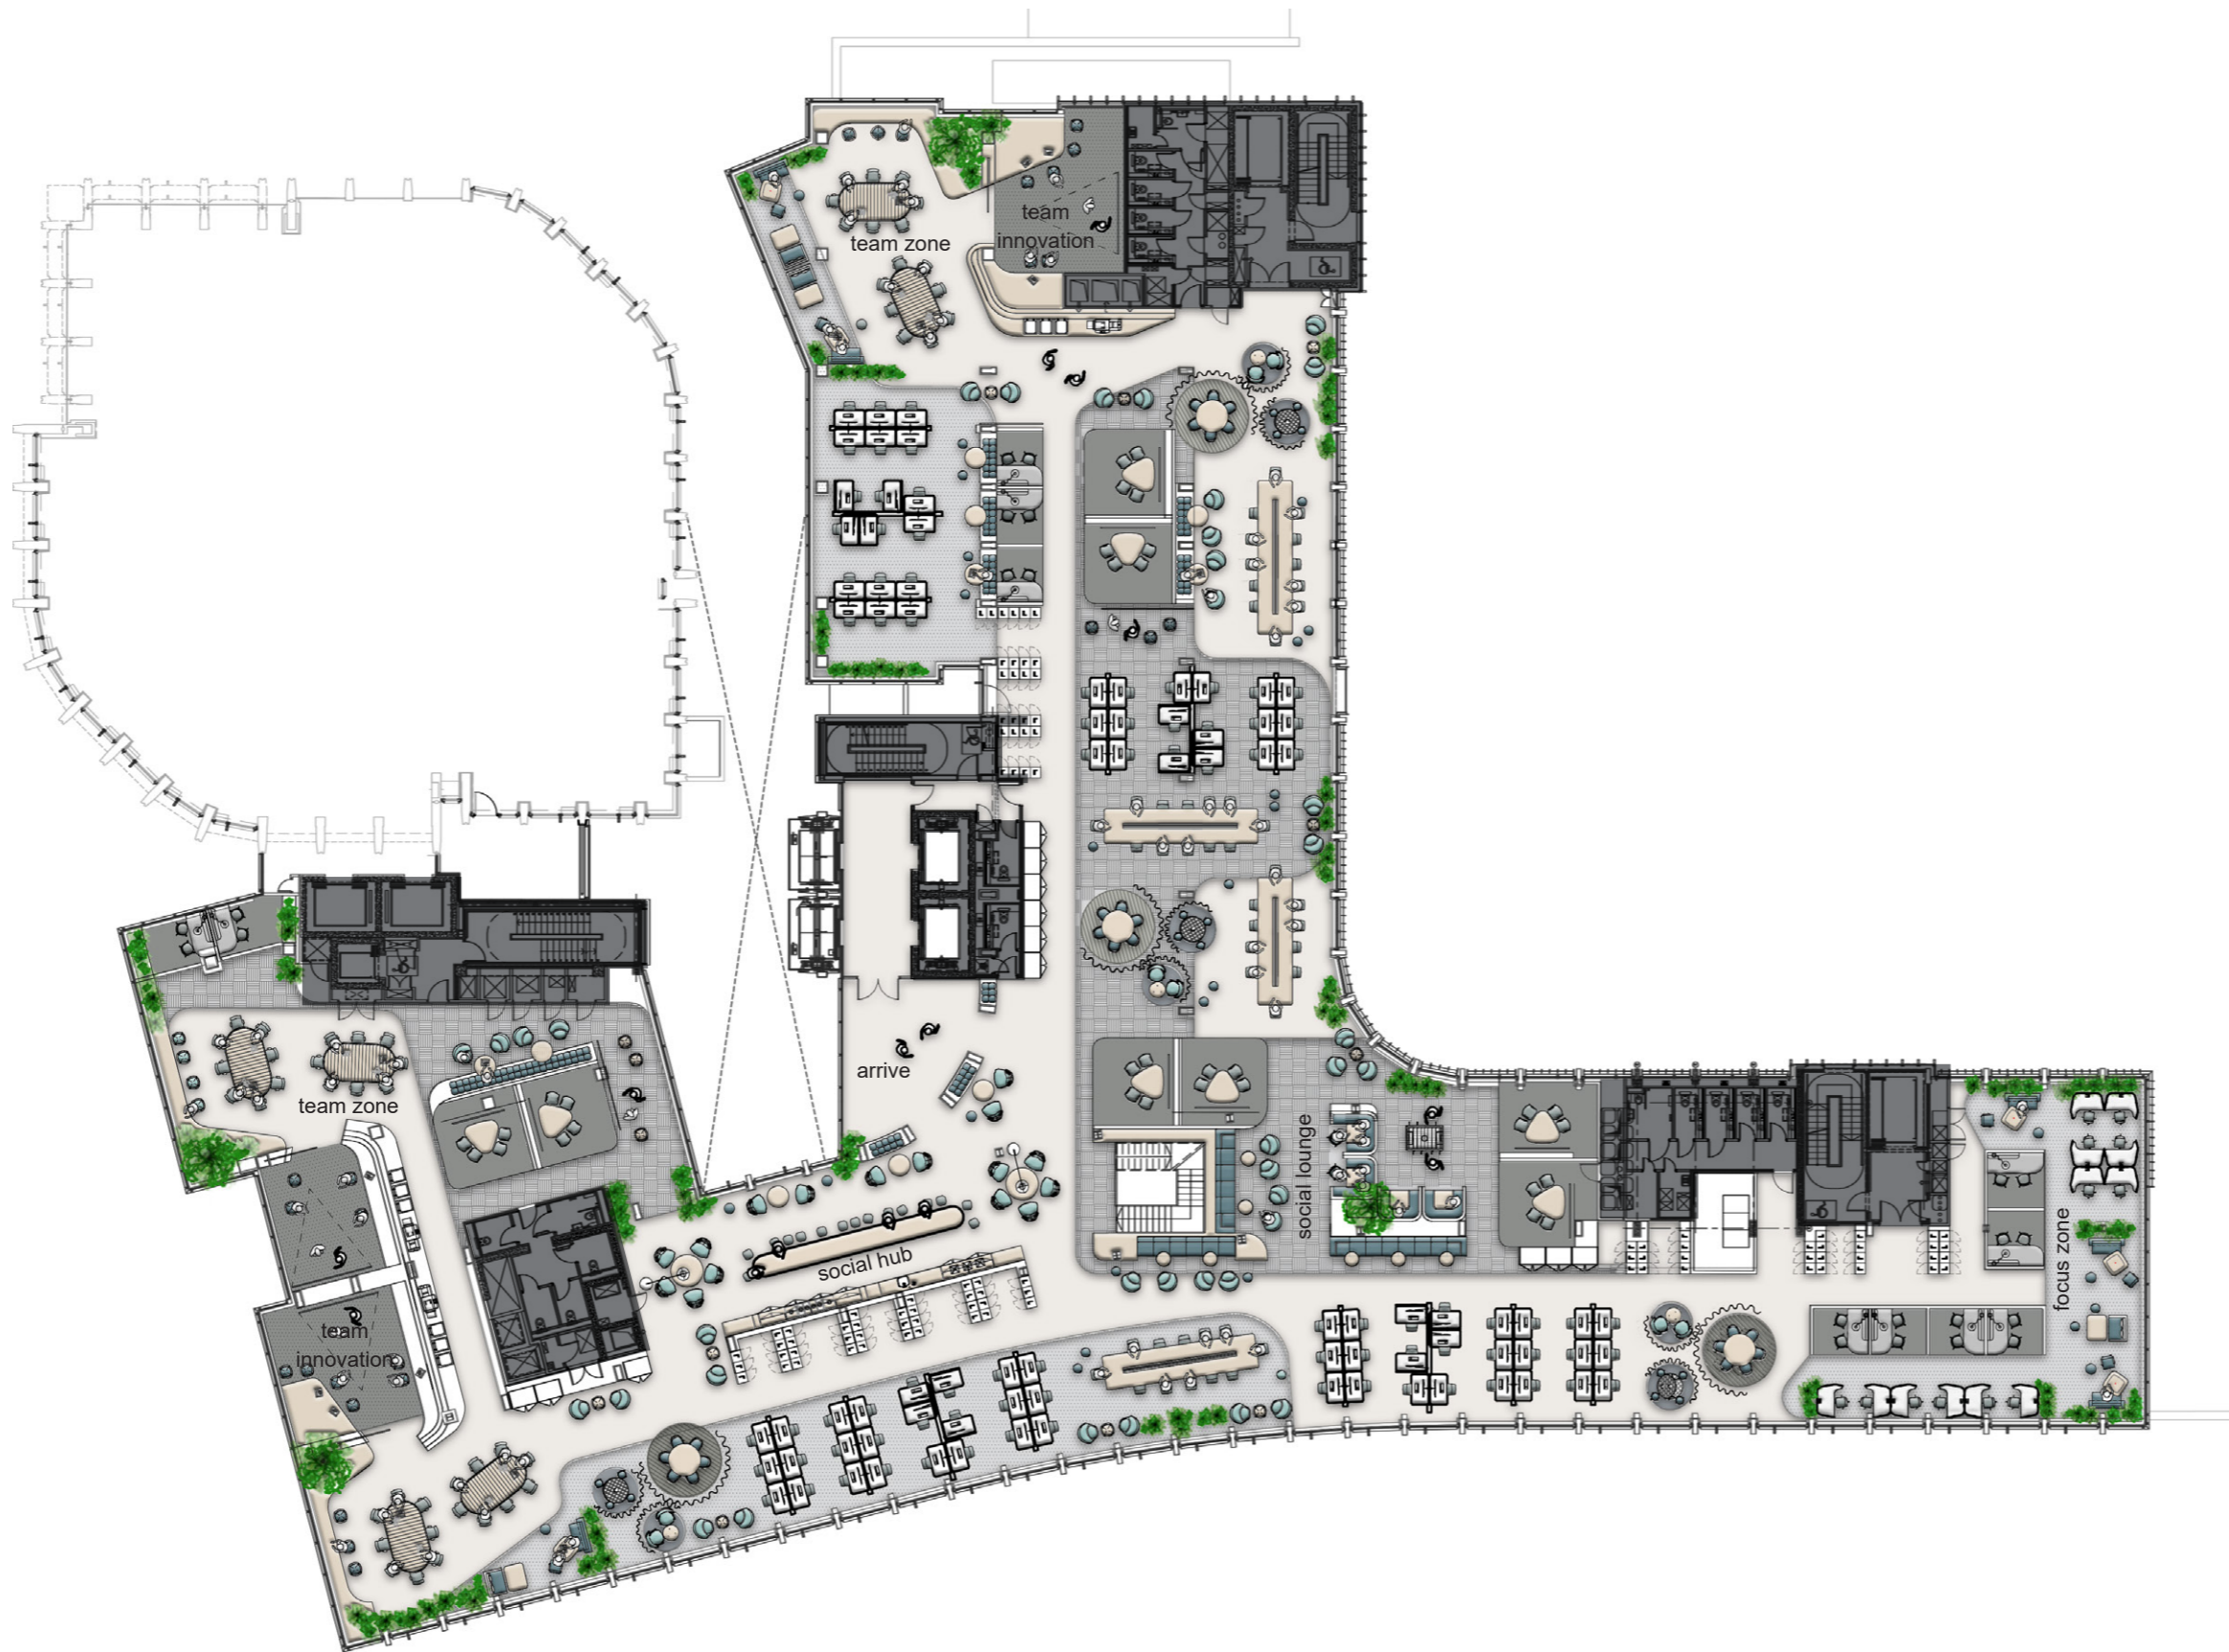 team
innovation
team zone
arrive
team zone
social lounge
social hub
focus zone
team
innovation